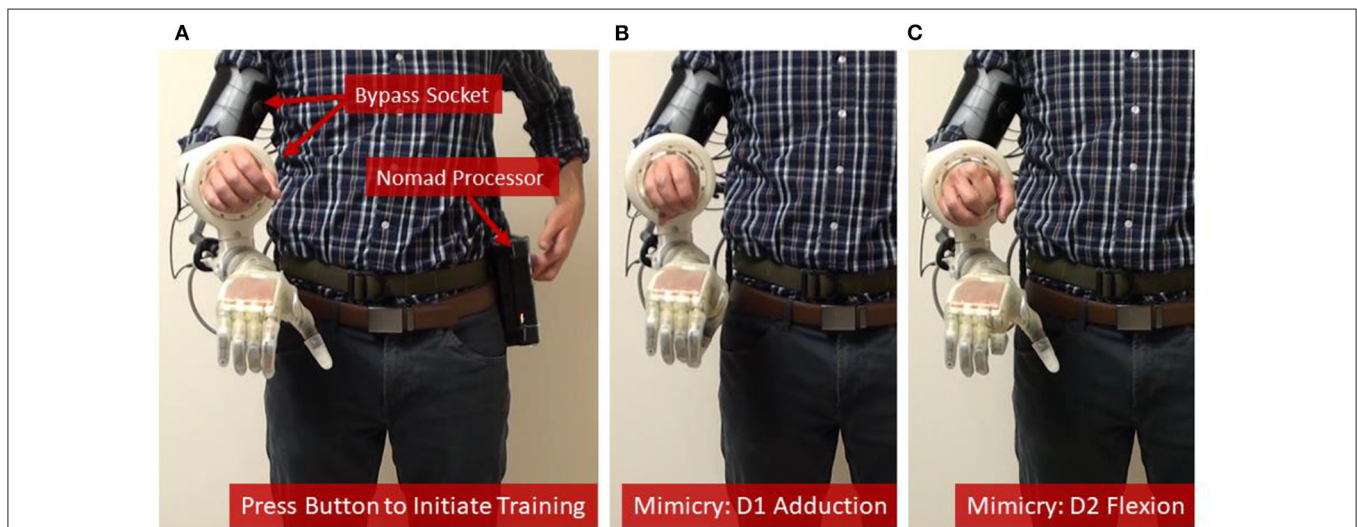 A
B
C
Bypass Socket
Nomad Processor
Press Button to Initiate Training
Mimicry: D1 Adduction
Mimicry: D2 Flexion